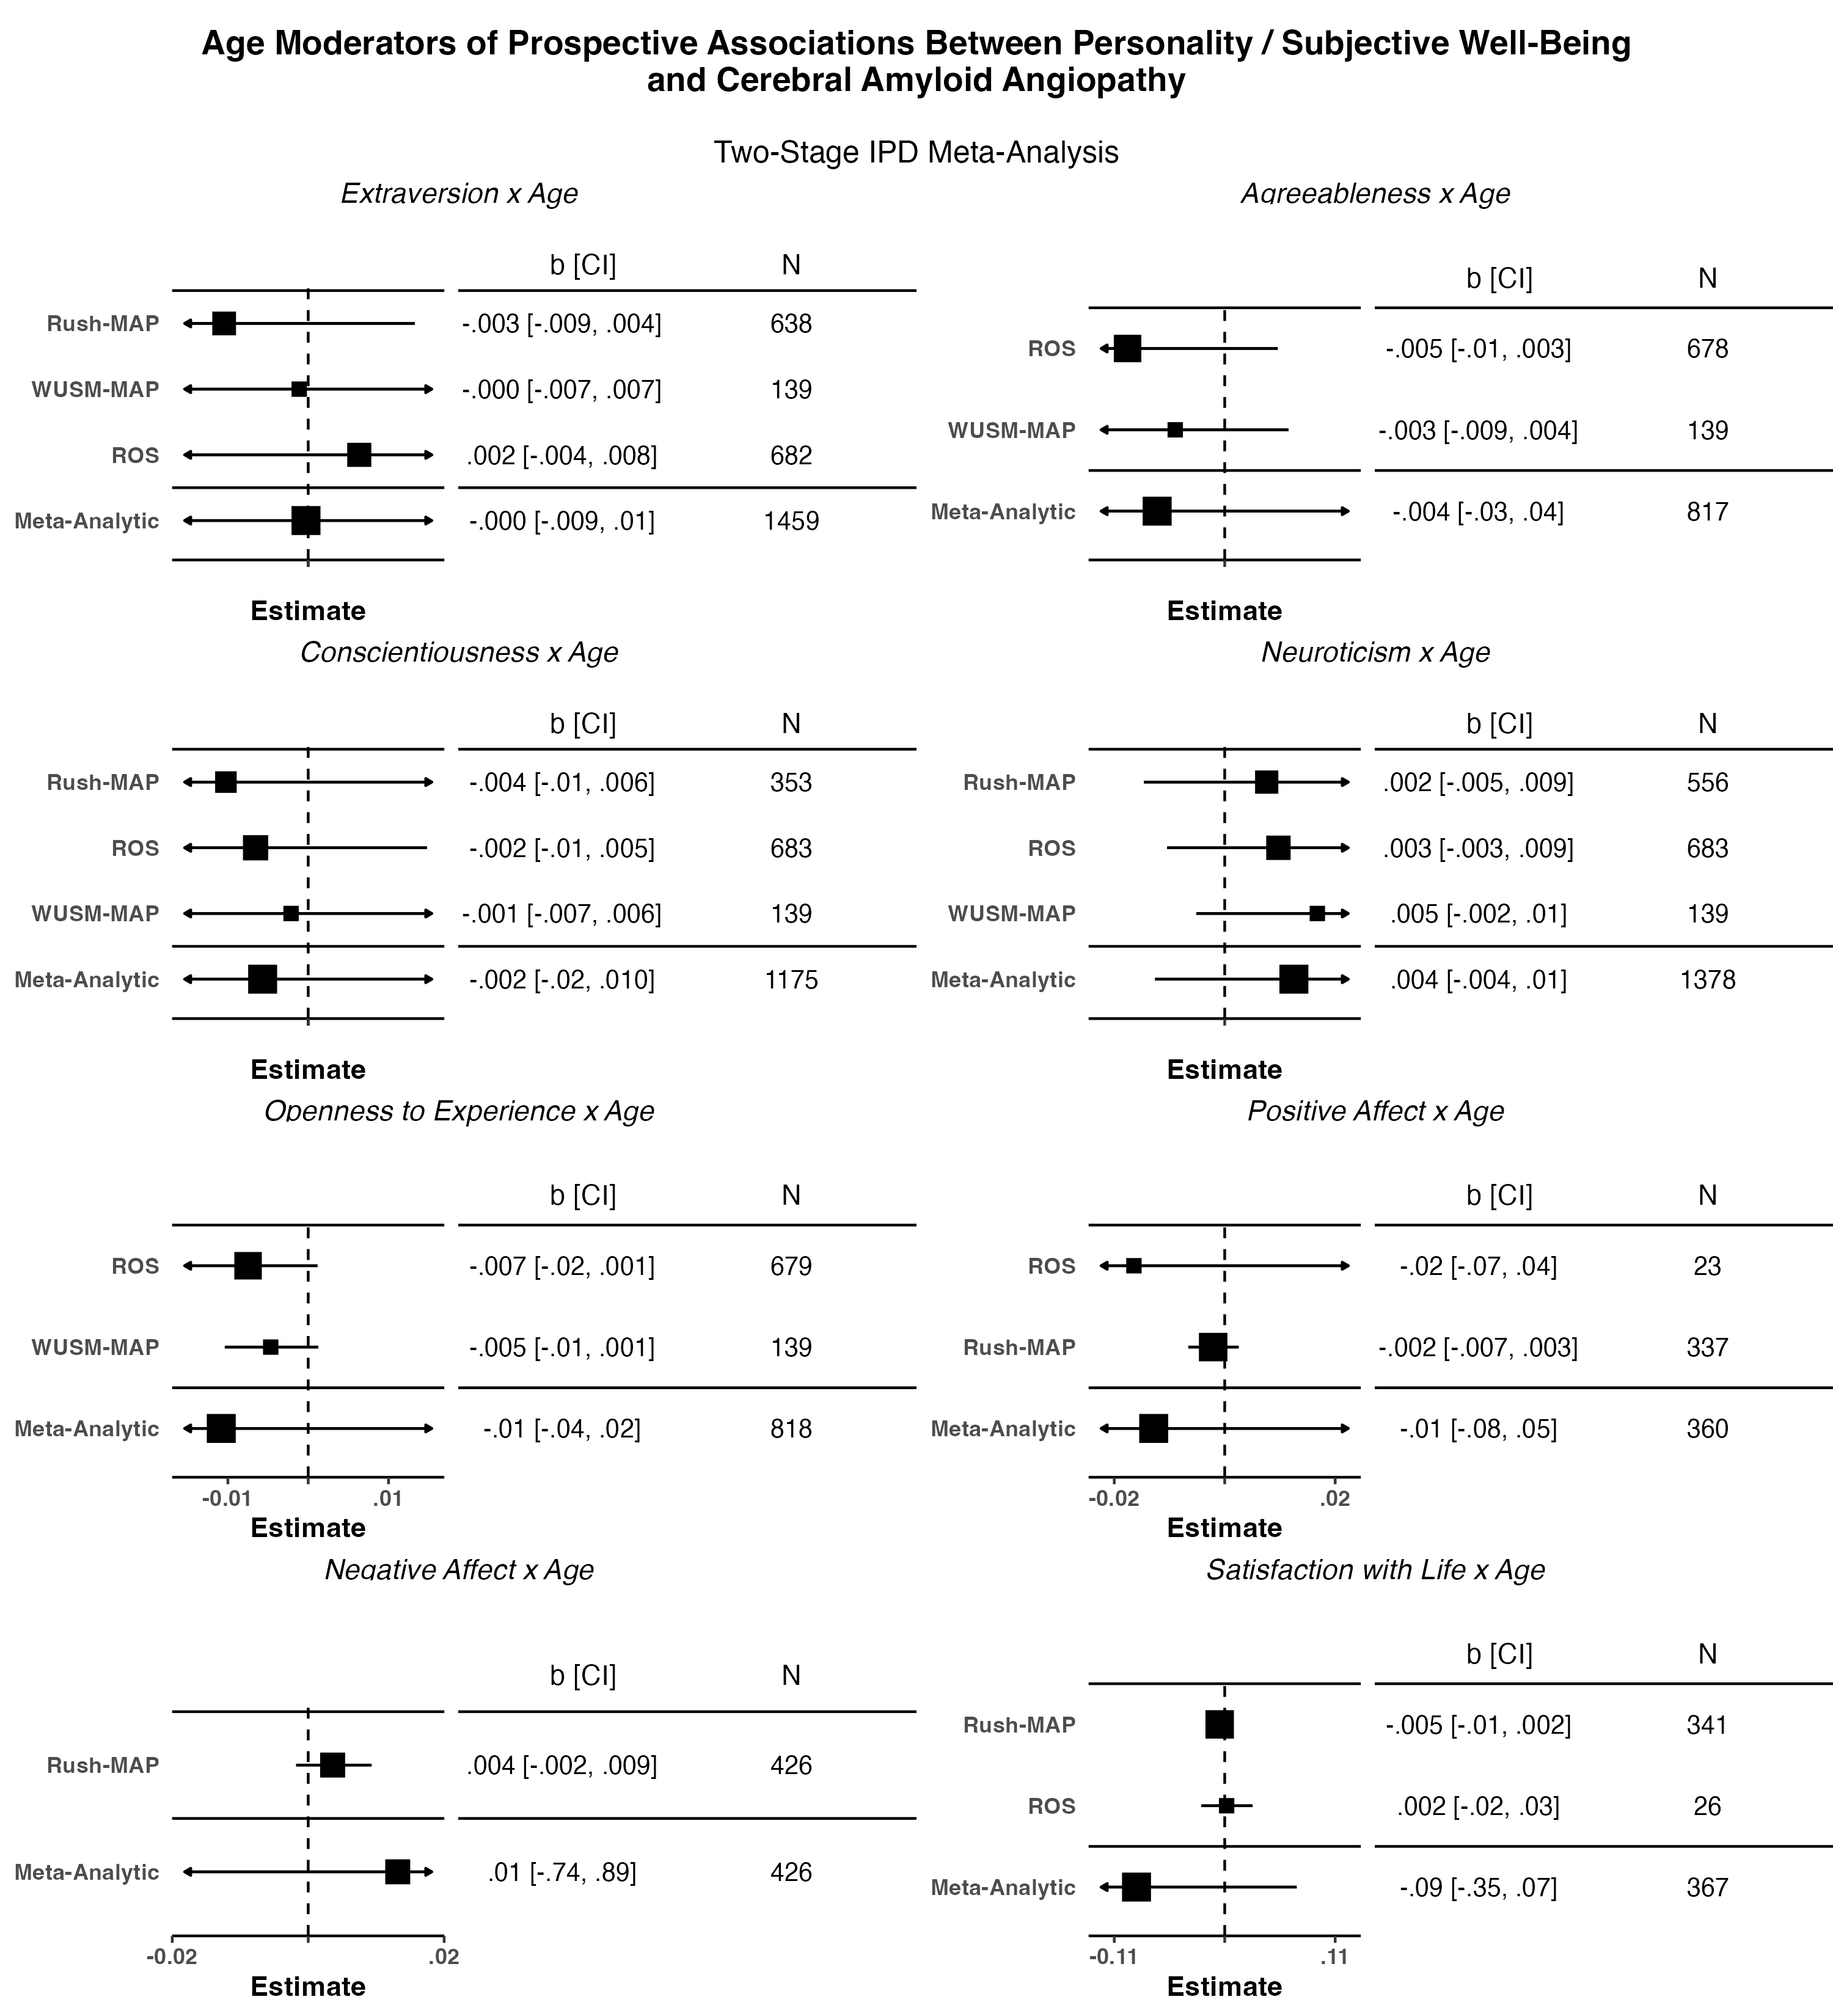 Age Moderators of Prospective Associations Between Personality / Subjective Well-Being
and Cerebral Amyloid Angiopathy
Two-Stage IPD Meta-Analysis
Extraversion x Age
b [CI] N
Rush-MAP -.003 [-.009, .004] 638
WUSM-MAP -.000 [-.007, .007] 139
ROS .002 [-.004, .008] 682
Meta-Analytic -.000 [-.009, .01] 1459
Estimate
Agreeableness x Age
b [CI] N
ROS -.005 [-.01, .003] 678
WUSM-MAP -.003 [-.009, .004] 139
Meta-Analytic -.004 [-.03, .04] 817
Estimate
Conscientiousness x Age
b [CI] N
Rush-MAP -.004 [-.01, .006] 353
ROS -.002 [-.01, .005] 683
WUSM-MAP -.001 [-.007, .006] 139
Meta-Analytic -.002 [-.02, .010] 1175
Estimate
Neuroticism x Age
b [CI] N
Rush-MAP .002 [-.005, .009] 556
ROS .003 [-.003, .009] 683
WUSM-MAP .005 [-.002, .01] 139
Meta-Analytic .004 [-.004, .01] 1378
Estimate
Openness to Experience x Age
b [CI] N
ROS -.007 [-.02, .001] 679
WUSM-MAP -.005 [-.01, .001] 139
Meta-Analytic -.01 [-.04, .02] 818
-0.01 .01
Estimate
Positive Affect x Age
b [CI] N
ROS -.02 [-.07, .04] 23
Rush-MAP -.002 [-.007, .003] 337
Meta-Analytic -.01 [-.08, .05] 360
-0.02 .02
Estimate
Negative Affect x Age
b [CI] N
Rush-MAP .004 [-.002, .009] 426
Meta-Analytic .01 [-.74, .89] 426
-0.02 .02
Estimate
Satisfaction with Life x Age
b [CI] N
Rush-MAP -.005 [-.01, .002] 341
ROS .002 [-.02, .03] 26
Meta-Analytic -.09 [-.35, .07] 367
-0.11 .11
Estimate